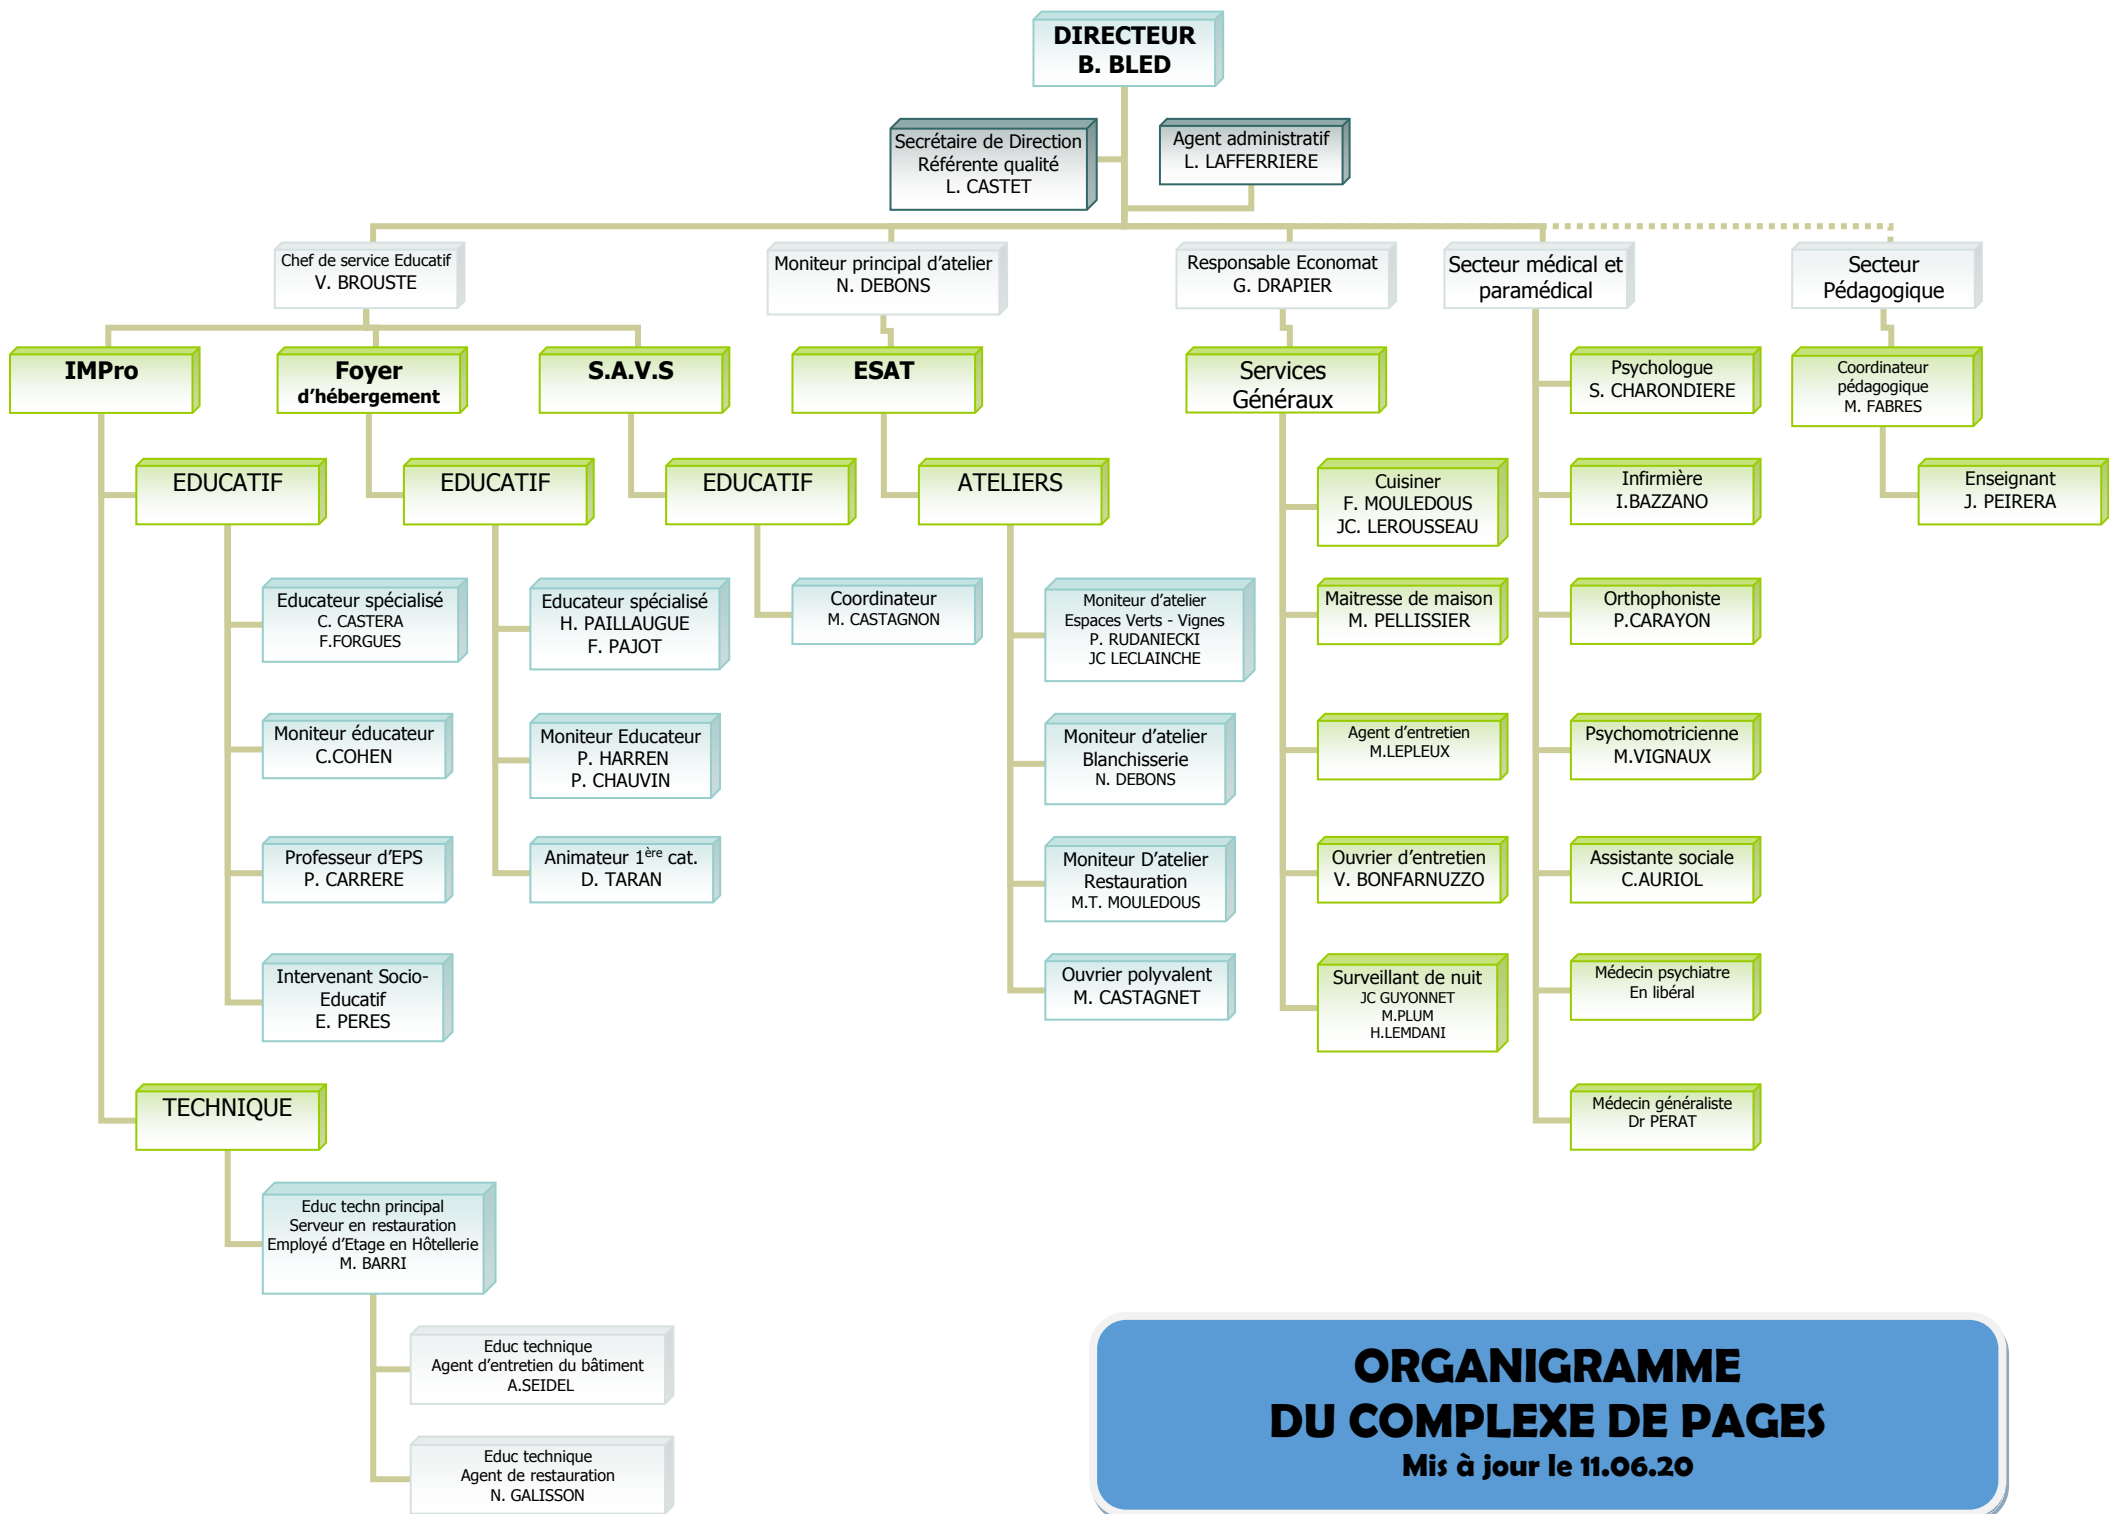 DIRECTEUR
B. BLED
Secrétaire de Direction
Référente qualité
L. CASTET
Agent administratif
L. LAFFERRIERE
Chef de service Educatif
V. BROUSTE
Moniteur principal d'atelier
N. DEBONS
Responsable Economat
G. DRAPIER
Secteur médical et
paramédical
Secteur
Pédagogique
IMPro
Foyer
d'hébergement
S.A.V.S
ESAT
Services
Généraux
Psychologue
S. CHARONDIERE
Coordinateur
pédagogique
M. FABRES
EDUCATIF
EDUCATIF
EDUCATIF
ATELIERS
Cuisiner
F. MOULEDOUS
JC. LEROUSSEAU
Infirmière
I.BAZZANO
Enseignant
J. PEIRERA
Educateur spécialisé
C. CASTERA
F.FORGUES
Educateur spécialisé
H. PAILLAUGUE
F. PAJOT
Coordinateur
M. CASTAGNON
Moniteur d'atelier
Espaces Verts - Vignes
P. RUDANIECKI
JC LECLAINCHE
Maitresse de maison
M. PELLISSIER
Orthophoniste
P.CARAYON
Moniteur éducateur
C.COHEN
Moniteur Educateur
P. HARREN
P. CHAUVIN
Moniteur d'atelier
Blanchisserie
N. DEBONS
Agent d'entretien
M.LEPLEUX
Psychomotricienne
M.VIGNAUX
Professeur d'EPS
P. CARRERE
Animateur 1ère cat.
D. TARAN
Moniteur D'atelier
Restauration
M.T. MOULEDOUS
Ouvrier d'entretien
V. BONFARNUZZO
Assistante sociale
C.AURIOL
Intervenant Socio-
Educatif
E. PERES
Ouvrier polyvalent
M. CASTAGNET
Surveillant de nuit
JC GUYONNET
M.PLUM
H.LEMDANI
Médecin psychiatre
En libéral
TECHNIQUE
Médecin généraliste
Dr PERAT
Educ techn principal
Serveur en restauration
Employé d'Etage en Hôtellerie
M. BARRI
Educ technique
Agent d'entretien du bâtiment
A.SEIDEL
Educ technique
Agent de restauration
N. GALISSON
ORGANIGRAMME
DU COMPLEXE DE PAGES
Mis à jour le 11.06.20